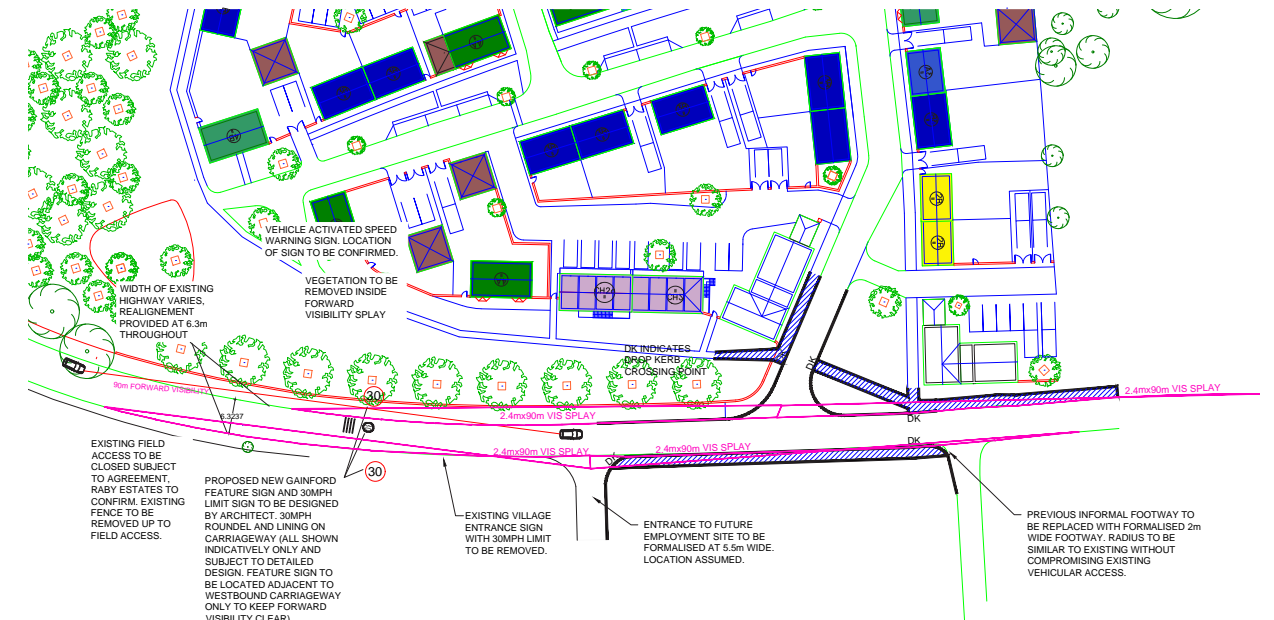 VEHICLE ACTIVATED SPEED
WARNING SIGN. LOCATION
OF SIGN TO BE CONFIRMED.
VEGETATION TO BE
REMOVED INSIDE
FORWARD
VISIBILITY SPLAY
WIDTH OF EXISTING
HIGHWAY VARIES,
REALIGNEMENT
PROVIDED AT 6.3m
THROUGHOUT
CH2
CH3
DK INDICATES
DROP KERB
CROSSING POINT
DK
DK
90m FORWARD VISIBILITY
6.3237
30
2.4mx90m VIS SPLAY
2.4mx90m VIS SPLAY
DK
DK
2.4mx90m VIS SPLAY
2.4mx90m VIS SPLAY
DK
30
EXISTING FIELD
ACCESS TO BE
CLOSED SUBJECT
TO AGREEMENT,
RABY ESTATES TO
CONFIRM. EXISTING
FENCE TO BE
REMOVED UP TO
FIELD ACCESS.
PROPOSED NEW GAINFORD
FEATURE SIGN AND 30MPH
LIMIT SIGN TO BE DESIGNED
BY ARCHITECT. 30MPH
ROUNDEL AND LINING ON
CARRIAGEWAY (ALL SHOWN
INDICATIVELY ONLY AND
SUBJECT TO DETAILED
DESIGN. FEATURE SIGN TO
BE LOCATED ADJACENT TO
WESTBOUND CARRIAGEWAY
ONLY TO KEEP FORWARD
VISIBILITY CLEAR)
EXISTING VILLAGE
ENTRANCE SIGN
WITH 30MPH LIMIT
TO BE REMOVED.
ENTRANCE TO FUTURE
EMPLOYMENT SITE TO BE
FORMALISED AT 5.5m WIDE.
LOCATION ASSUMED.
PREVIOUS INFORMAL FOOTWAY TO
BE REPLACED WITH FORMALISED 2m
WIDE FOOTWAY. RADIUS TO BE
SIMILAR TO EXISTING WITHOUT
COMPROMISING EXISTING
VEHICULAR ACCESS.